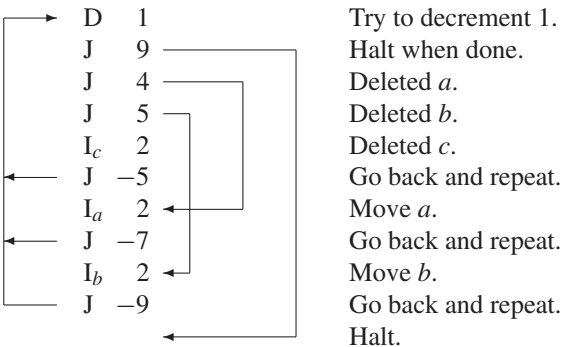 D 1 Try to decrement 1.
J 9 Halt when done.
J 4 Deleted a.
J 5 Deleted b.
I_c 2 Deleted c.
J −5 Go back and repeat.
I_a 2 Move a.
J −7 Go back and repeat.
I_b 2 Move b.
J −9 Go back and repeat.
Halt.